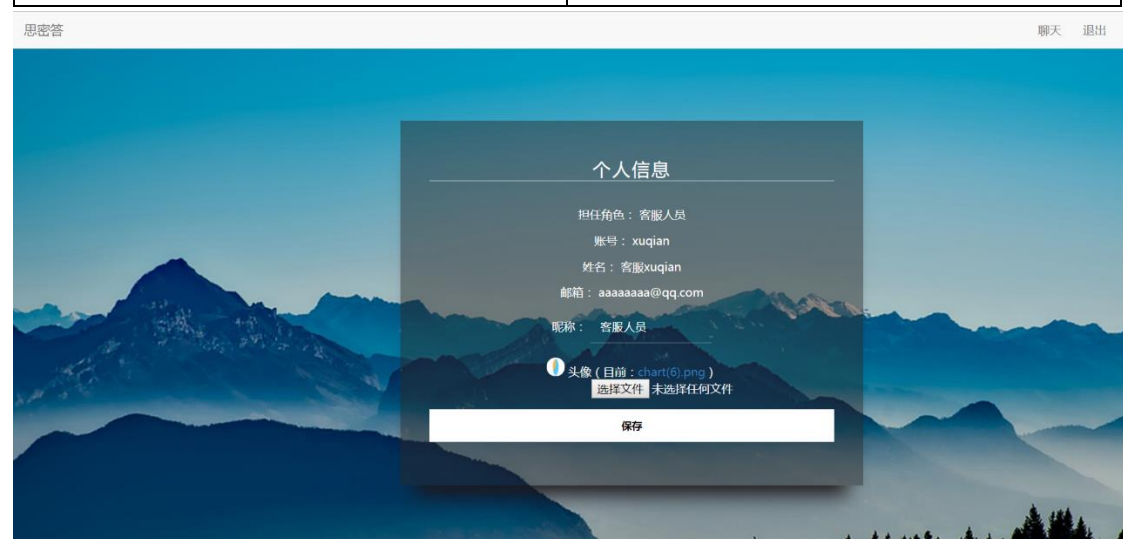 思密答 聊天 退出
个人信息
担任角色： 客服人员
账号： xuqian
姓名： 客服xuqian
邮箱： aaaaaaaa@qq.com
昵称： 客服人员
头像（目前：chart(6).png）
选择文件 未选择任何文件
保存